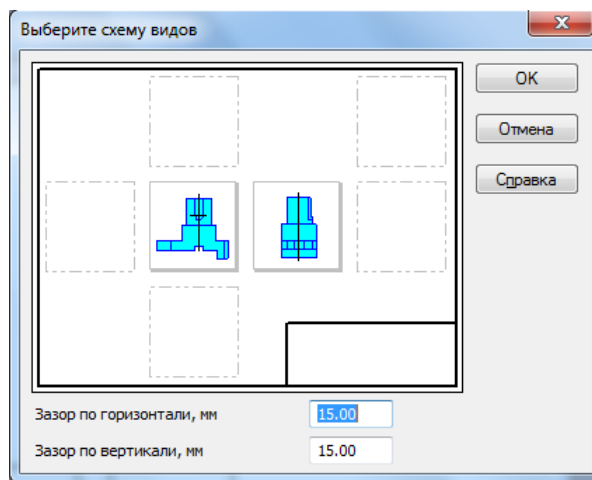 Выберите схему видов
OK
Отмена
Справка
Зазор по горизонтали, мм
15.00
Зазор по вертикали, мм
15.00